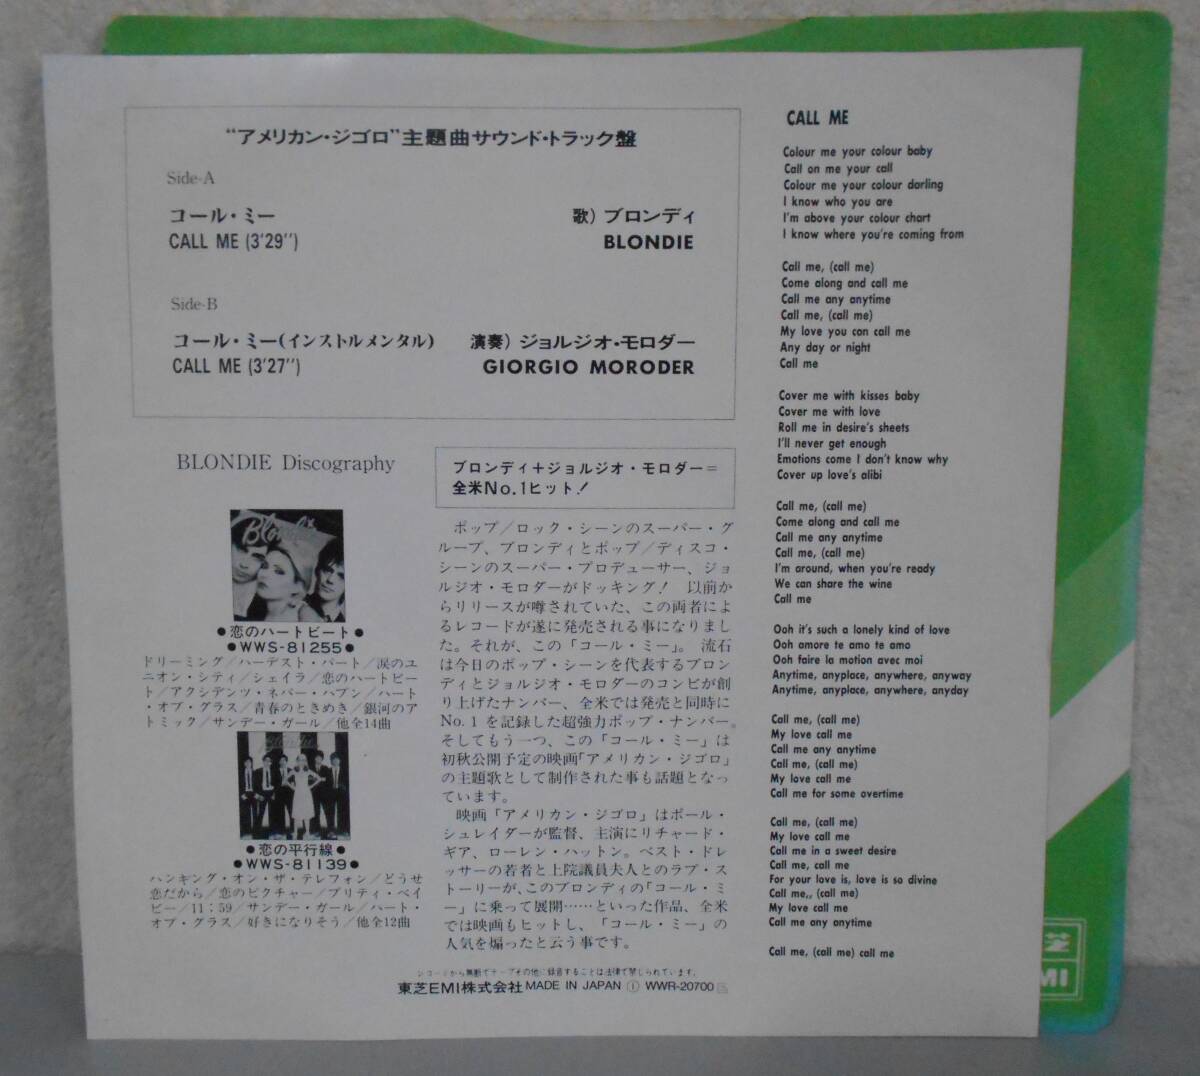 “アメリカン・ジゴロ”主題曲サウンド・トラック盤
Side-A
コール・ミー 歌）ブロンディ
CALL ME (3'29'') BLONDIE
Side-B
コール・ミー(インストルメンタル) 演奏）ジョルジオ・モロダー
CALL ME (3'27'') GIORGIO MORODER
BLONDIE Discography
Blondie
●恋のハートビート●
●WWS-81255●
ドリーミング／ハーデスト・パート／涙のユ
ニオン・シティ／シェイラ／恋のハートビー
ト／アクシデンツ・ネバー・ハプン／ハート
・オブ・グラス／青春のときめき／銀河のア
トミック／サンデー・ガール／他全14曲
●恋の平行線●
●WWS-81139●
ハンキング・オン・ザ・テレフォン／どうせ
恋だから／恋のピクチャー／プリティ・ベイ
ビー／11：59／サンデー・ガール／ハート・
オブ・グラス／好きになりそう／他全12曲
ブロンディ＋ジョルジオ・モロダー＝
全米No.1ヒット！
ポップ／ロック・シーンのスーパー・グ
ループ、ブロンディとポップ／ディスコ・
シーンのスーパー・プロデューサー、ジョ
ルジオ・モロダーがドッキング！ 以前か
らリリースが噂されていた、この両者によ
るレコードが遂に発売される事になりまし
た。それが、この「コール・ミー」。流石
は今日のポップ・シーンを代表するブロン
ディとジョルジオ・モロダーのコンビが創
り上げたナンバー、全米では発売と同時に
No.1を記録した超強力ポップ・ナンバー。
そしてもう一つ、この「コール・ミー」は
初秋公開予定の映画「アメリカン・ジゴロ」
の主題歌として制作された事も話題となっ
ています。
映画「アメリカン・ジゴロ」はポール・
シュレイダーが監督、主演にリチャード・
ギア、ローレン・ハットン。ベスト・ドレ
ッサーの若者と上院議員夫人とのラブ・ス
トーリーが、このブロンディの「コール・ミ
ー」に乗って展開……といった作品、全米
では映画もヒットし、「コール・ミー」の
人気を煽ったと云う事です。
レコードから無断でテープその他に録音することは法律で禁じられています。
東芝EMI株式会社 MADE IN JAPAN Ⓘ WWR-20700
CALL ME
Colour me your colour baby
Call on me your call
Colour me your colour darling
I know who you are
I'm above your colour chart
I know where you're coming from
Call me, (call me)
Come along and call me
Call me any anytime
Call me, (call me)
My love you can call me
Any day or night
Call me
Cover me with kisses baby
Cover me with love
Roll me in desire's sheets
I'll never get enough
Emotions come I don't know why
Cover up love's alibi
Call me, (call me)
Come along and call me
Call me any anytime
Call me, (call me)
I'm around, when you're ready
We can share the wine
Call me
Ooh it's such a lonely kind of love
Ooh amore te amo te amo
Ooh faire la motion avec moi
Anytime, anyplace, anywhere, anyway
Anytime, anyplace, anywhere, anyday
Call me, (call me)
My love call me
Call me any anytime
Call me, (call me)
My love call me
Call me for some overtime
Call me, (call me)
My love call me
Call me in a sweet desire
Call me, call me
For your love is, love is so divine
Call me,, (call me)
My love call me
Call me any anytime
Call me, (call me) call me
芝
MI